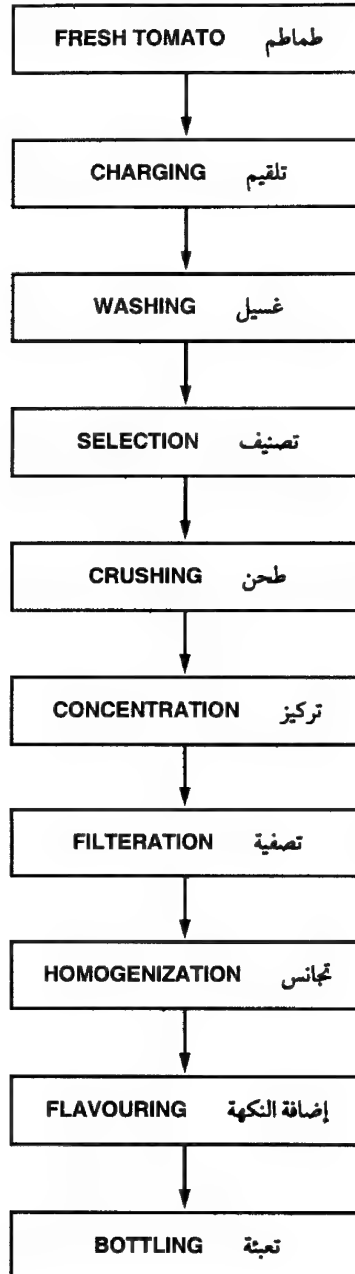 FRESH TOMATO طماطم
CHARGING تلقيم
WASHING غسيل
SELECTION تصنيف
CRUSHING طحن
CONCENTRATION تركيز
FILTERATION تصفية
HOMOGENIZATION تجانس
FLAVOURING إضافة النكهة
BOTTLING تعبئة